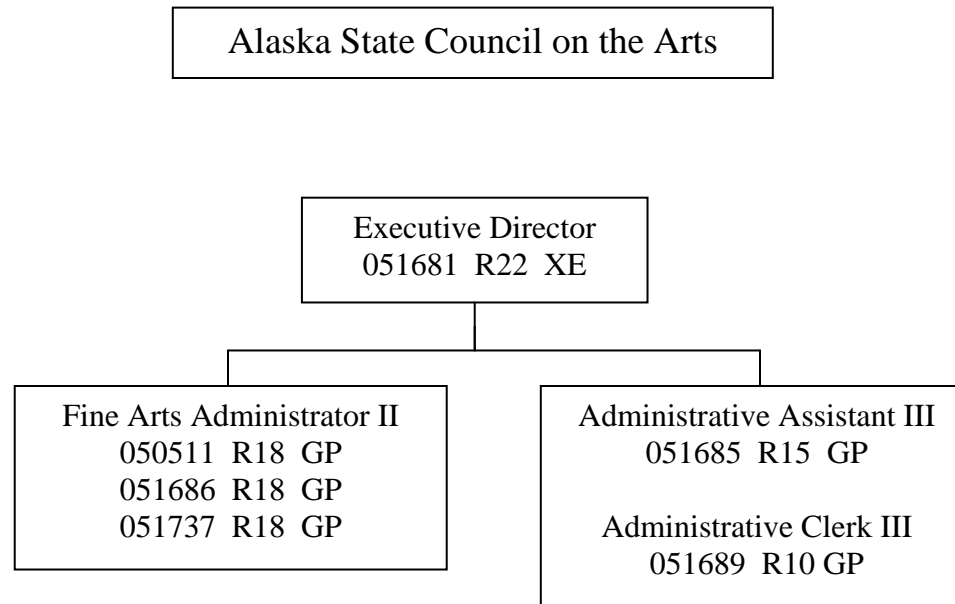 Alaska State Council on the Arts
Executive Director
051681 R22 XE
Fine Arts Administrator II
050511 R18 GP
051686 R18 GP
051737 R18 GP
Administrative Assistant III
051685 R15 GP
Administrative Clerk III
051689 R10 GP